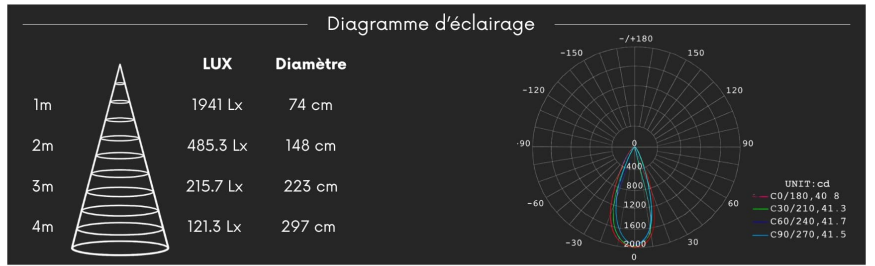 Diagramme d'éclairage
LUX Diamètre
1m 1941 Lx 74 cm
2m 485.3 Lx 148 cm
3m 215.7 Lx 223 cm
4m 121.3 Lx 297 cm
-/+180
-150 150
-120 120
-90 90
-60 60
-30 30
0
0
400
800
1200
1600
2000
UNIT:cd
C0/180,40 8
C30/210,41.3
C60/240,41.7
C90/270,41.5